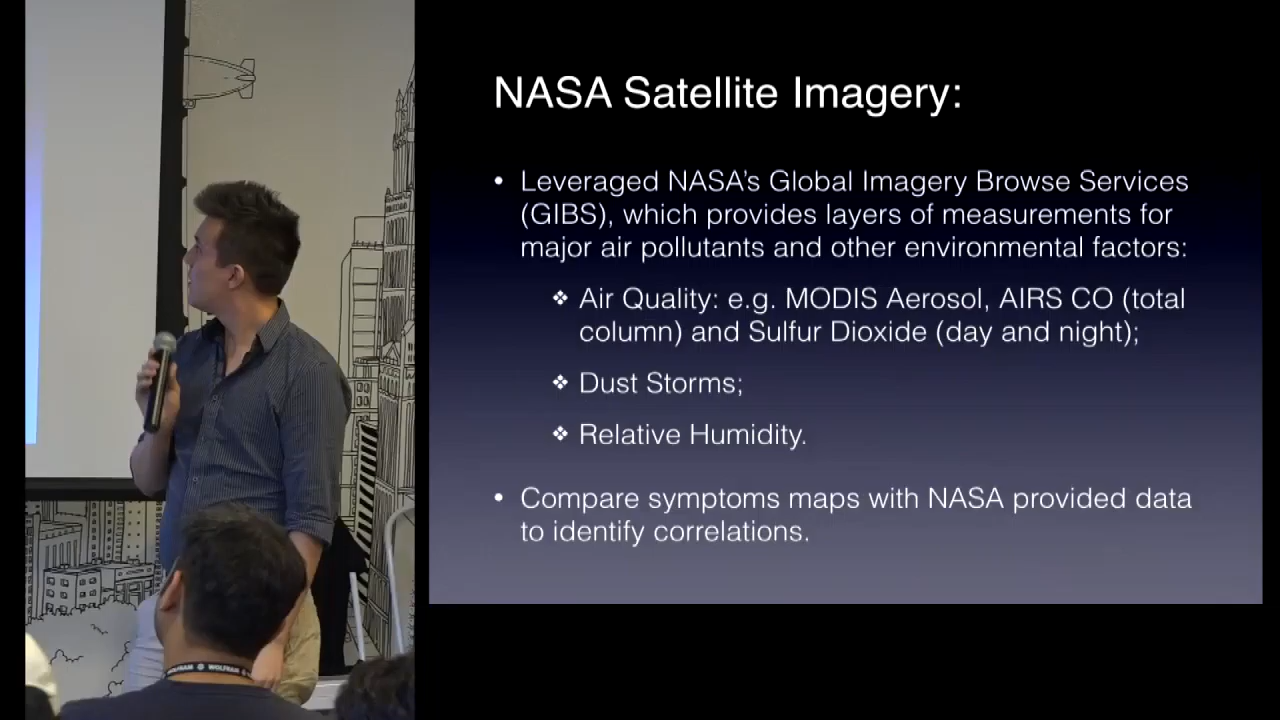 NASA Satellite Imagery:
• Leveraged NASA's Global Imagery Browse Services
(GIBS), which provides layers of measurements for
major air pollutants and other environmental factors:
❖ Air Quality: e.g. MODIS Aerosol, AIRS CO (total
column) and Sulfur Dioxide (day and night);
❖ Dust Storms;
❖ Relative Humidity.
• Compare symptoms maps with NASA provided data
to identify correlations.
WOLFRAM WOLFRAM